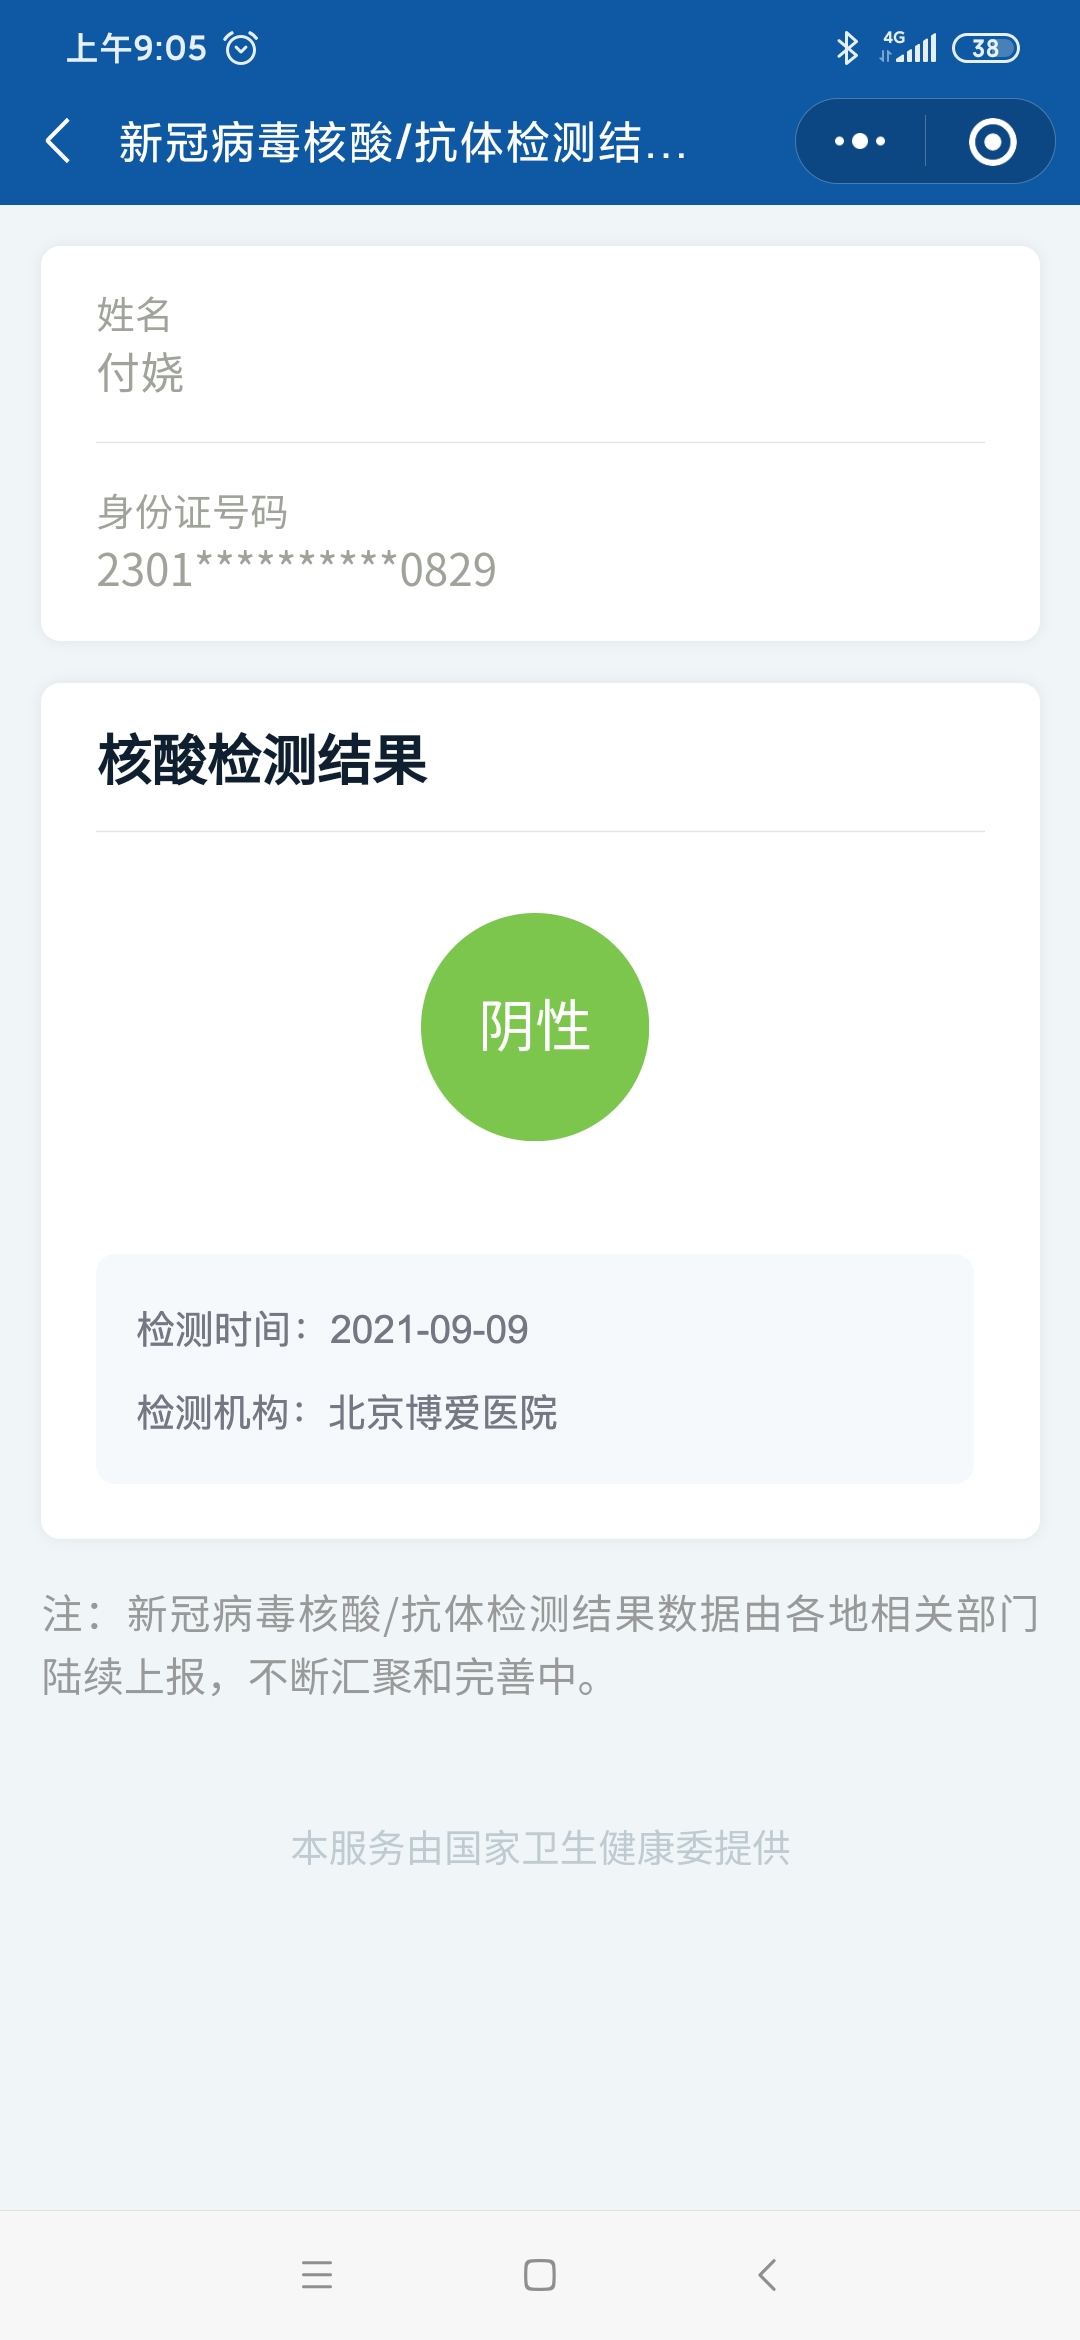 上午9:05
4G
38
新冠病毒核酸/抗体检测结...
姓名
付娆
身份证号码
2301**********0829
核酸检测结果
阴性
检测时间：2021-09-09
检测机构：北京博爱医院
注：新冠病毒核酸/抗体检测结果数据由各地相关部门
陆续上报，不断汇聚和完善中。
本服务由国家卫生健康委提供